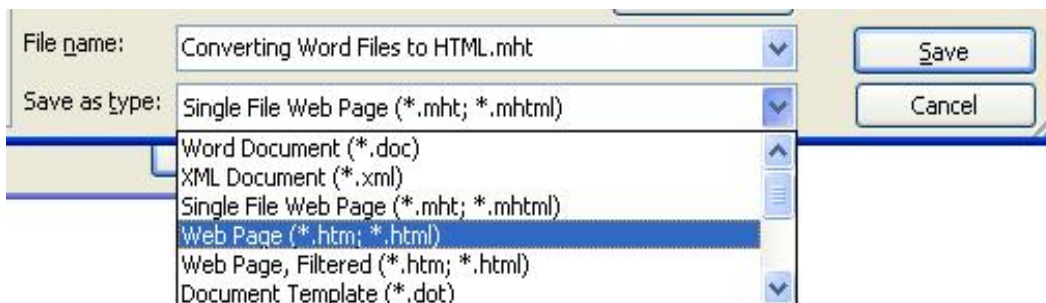 File name: Converting Word Files to HTML.mht Save
Save as type: Single File Web Page (*.mht; *.mhtml) Cancel
Word Document (*.doc)
XML Document (*.xml)
Single File Web Page (*.mht; *.mhtml)
Web Page (*.htm; *.html)
Web Page, Filtered (*.htm; *.html)
Document Template (*.dot)